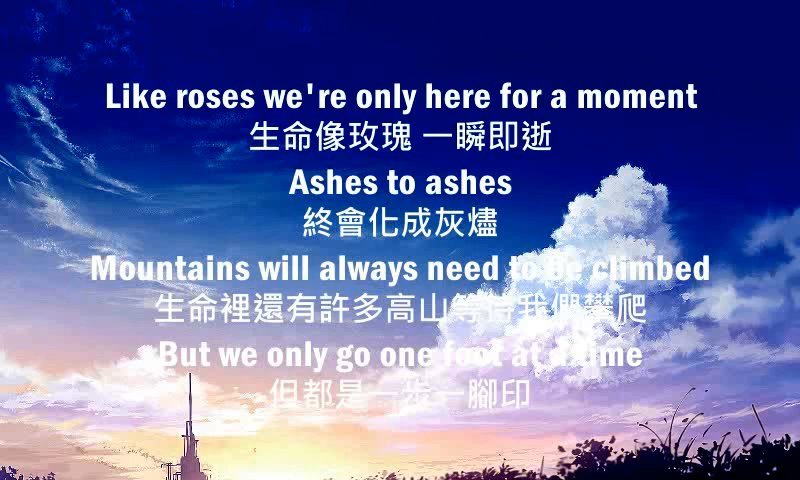 Like roses we're only here for a moment
生命像玫瑰 一瞬即逝
Ashes to ashes
終會化成灰燼
Mountains will always need to be climbed
生命裡還有許多高山等待我們攀爬
But we only go one foot at a time
但都是一步一腳印